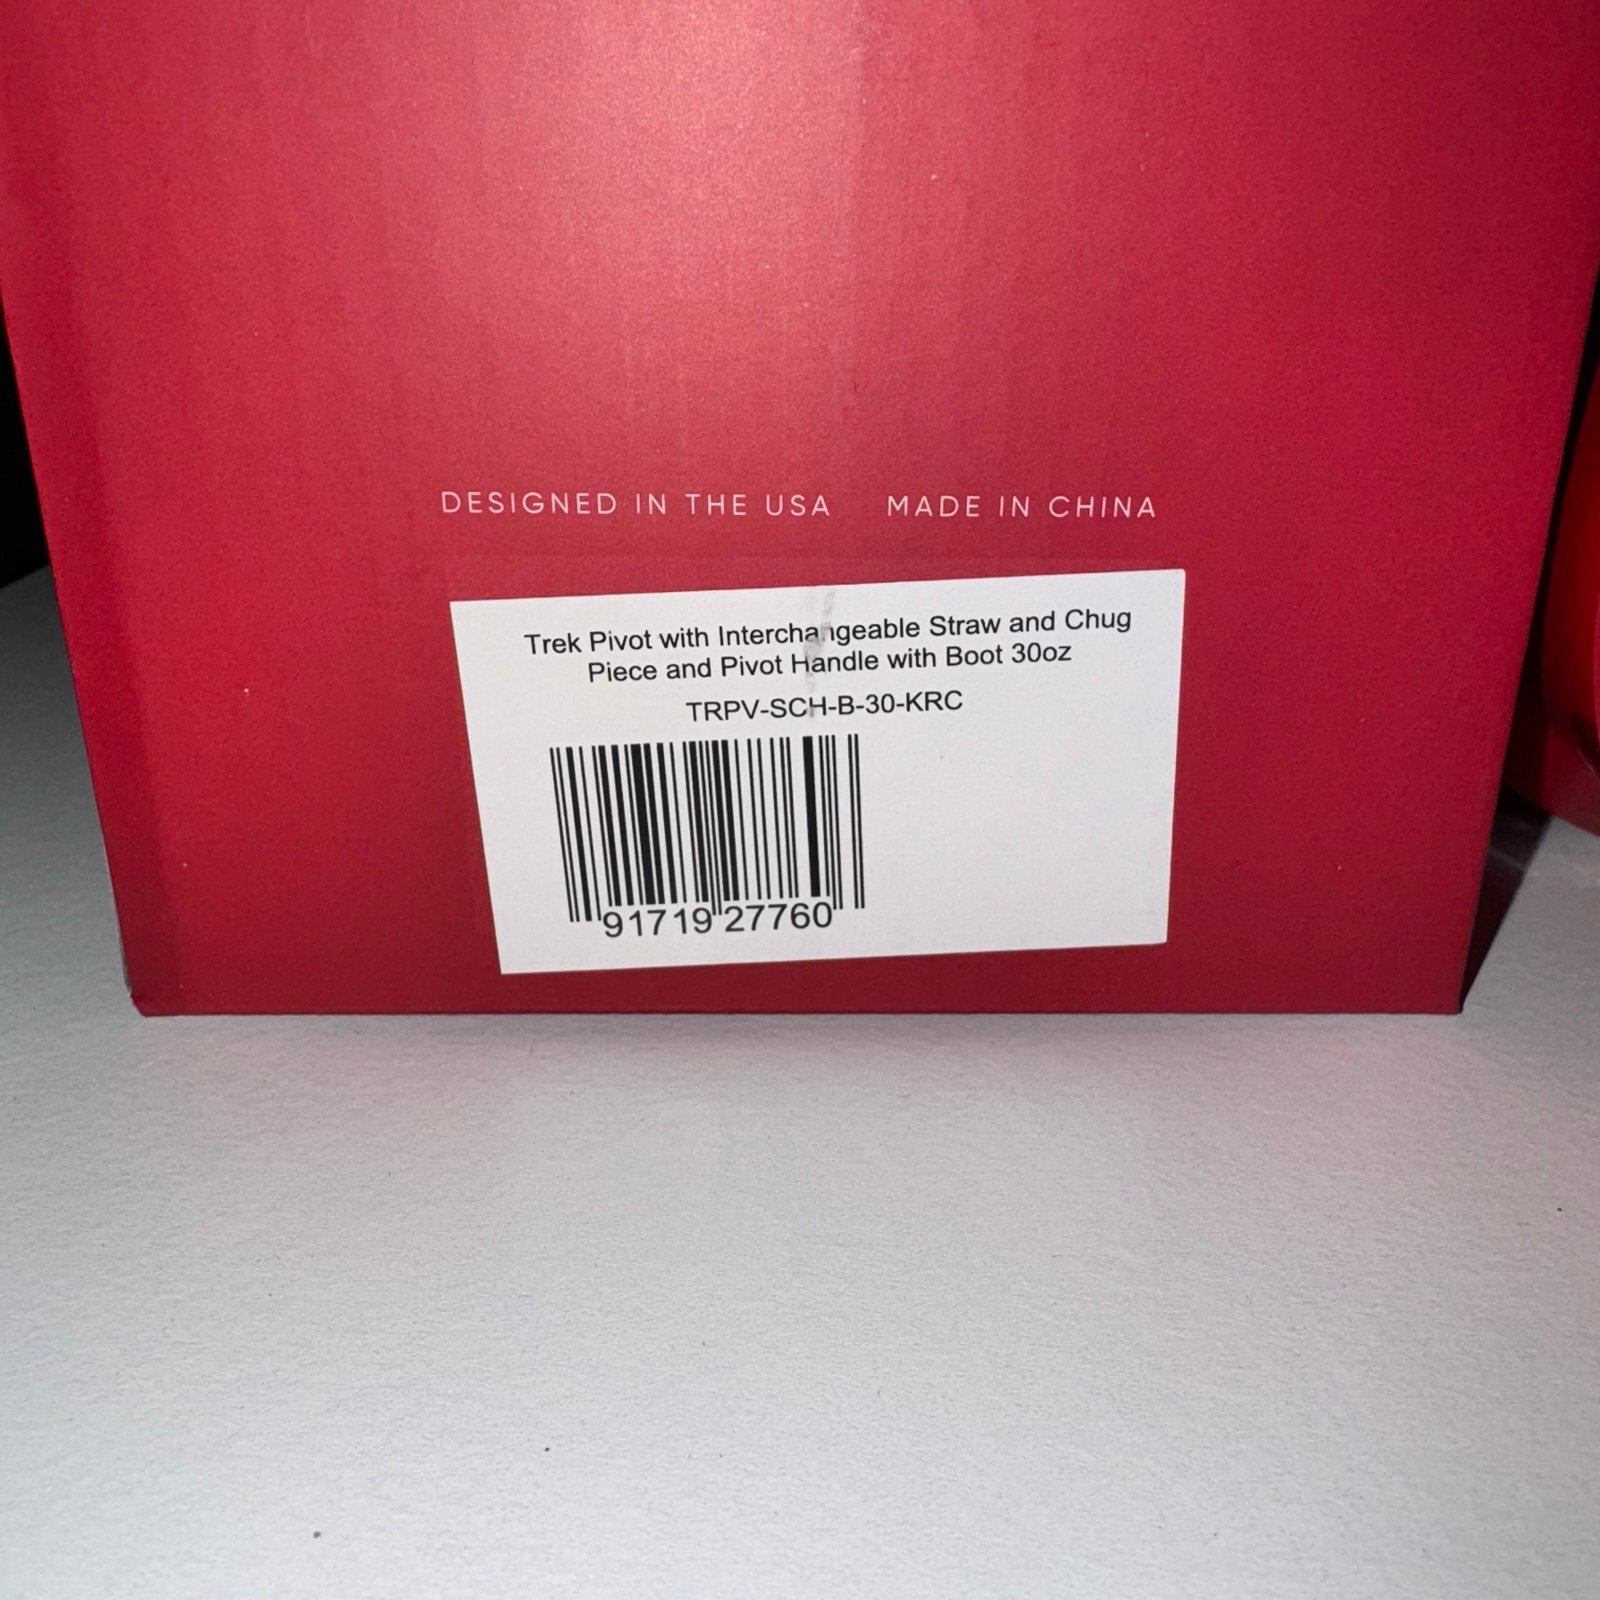 DESIGNED IN THE USA MADE IN CHINA
Trek Pivot with Interchangeable Straw and Chug
Piece and Pivot Handle with Boot 30oz
TRPV-SCH-B-30-KRC
91719 27760